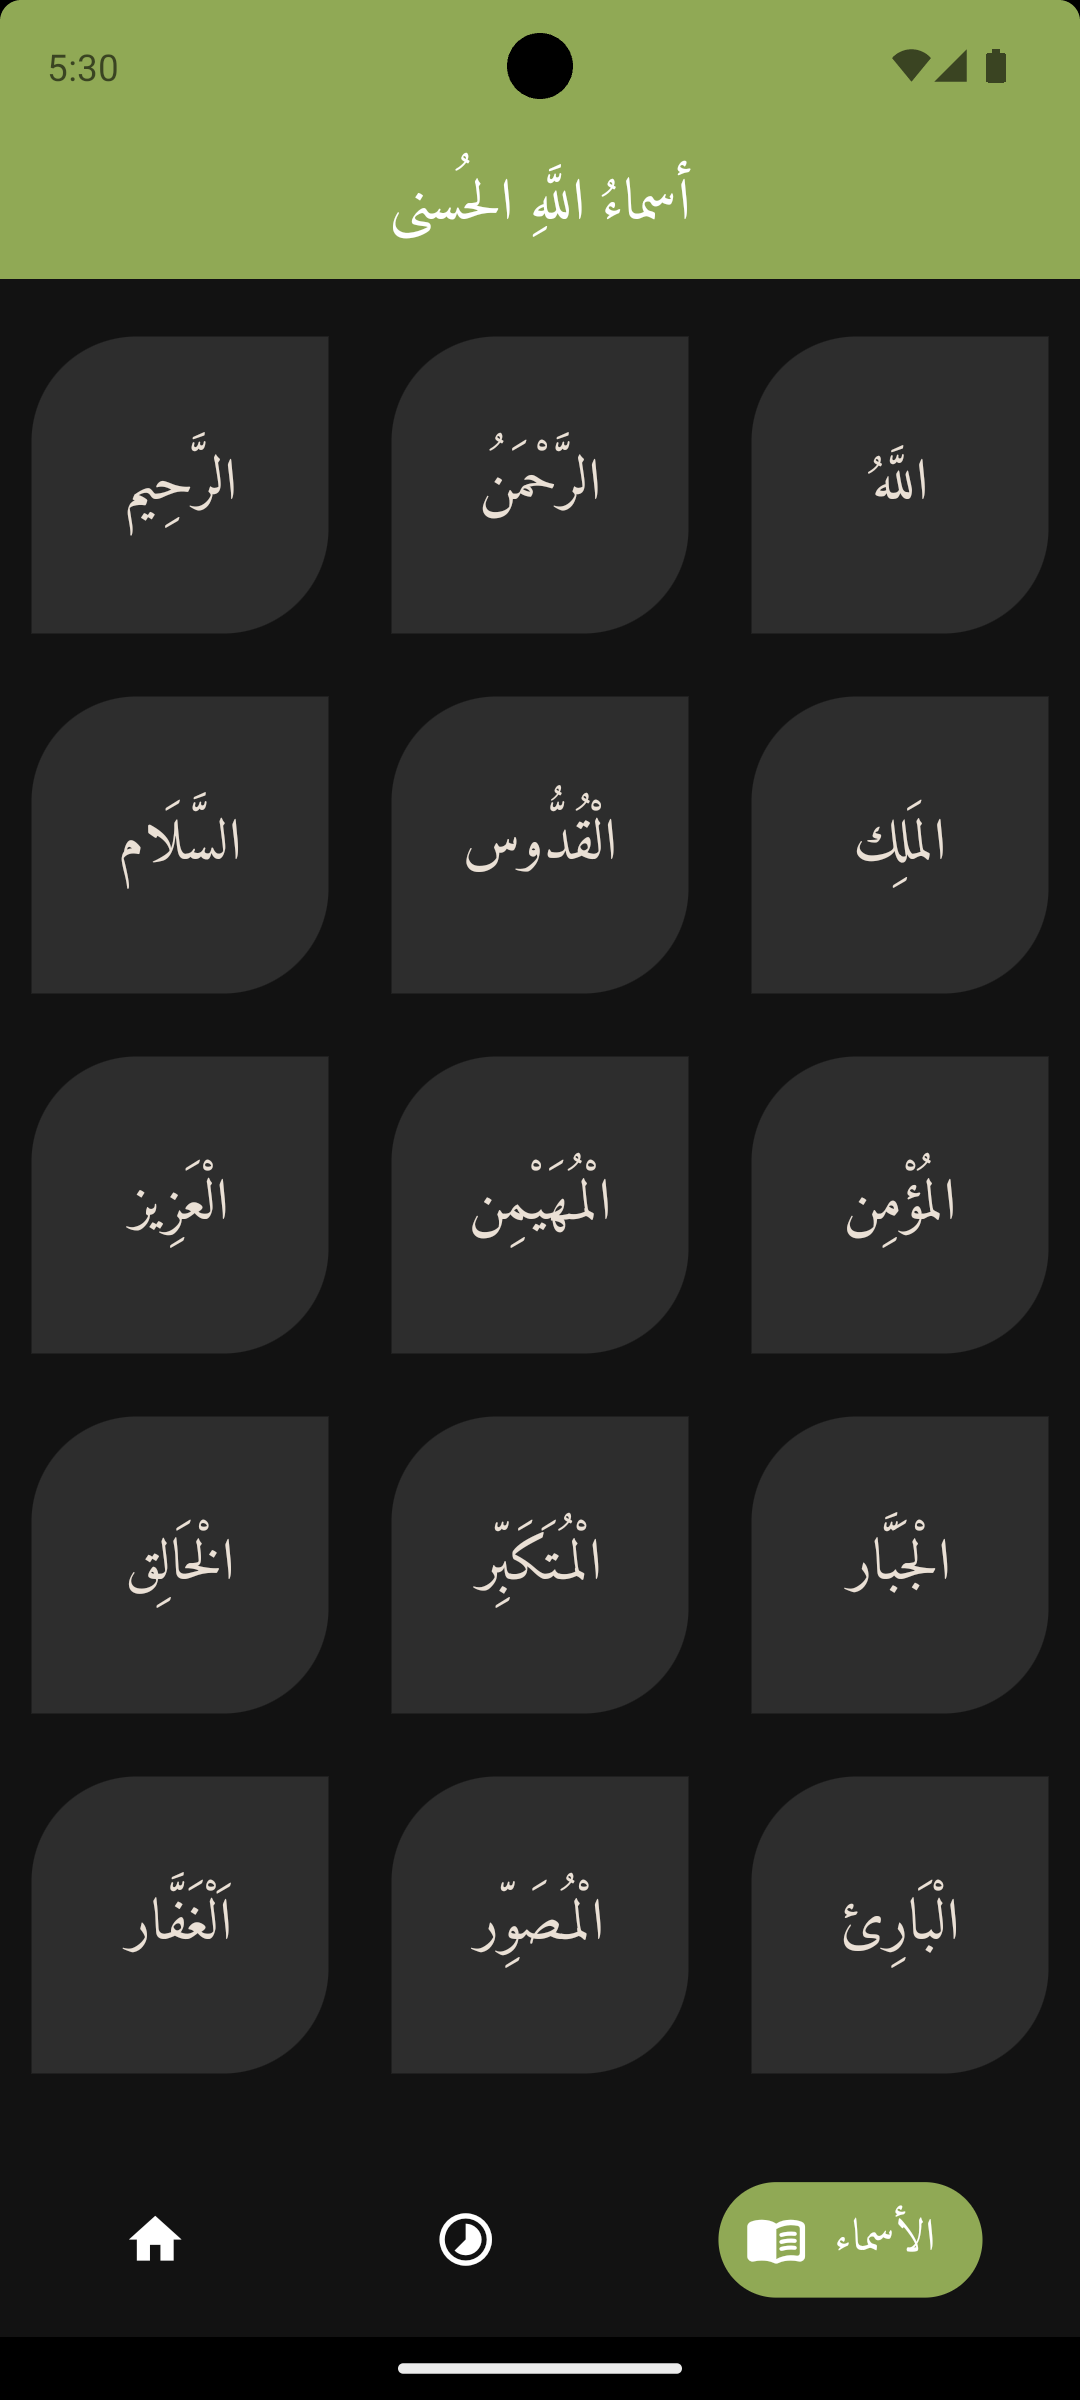 5:30
أسماءُ اللَّهِ الحُسنى
اللَّهُ
الرَّحْمَنُ
الرَّحِيم
المَلِك
الْقُدُّوس
السَّلَام
المُؤْمِن
الْمُهَيْمِن
الْعَزِيز
الْجَبَّار
الْمُتَكَبِّر
الْخَالِق
الْبَارِئ
الْمُصَوِّر
اَلْغَفَّار
الأسماء